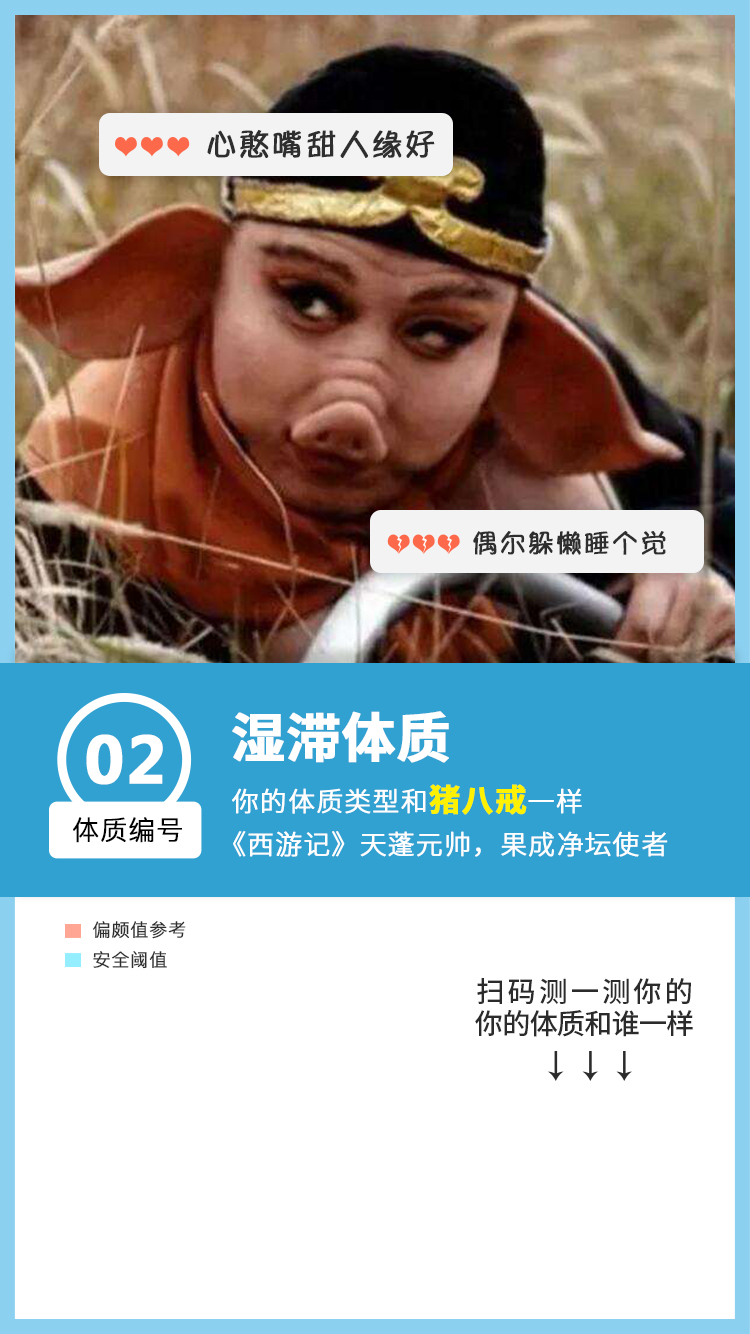 心憨嘴甜人缘好
偶尔躲懒睡个觉
02
体质编号
湿滞体质
你的体质类型和猪八戒一样
《西游记》天蓬元帅，果成净坛使者
偏颇值参考
安全阈值
扫码测一测你的
你的体质和谁一样
↓ ↓ ↓